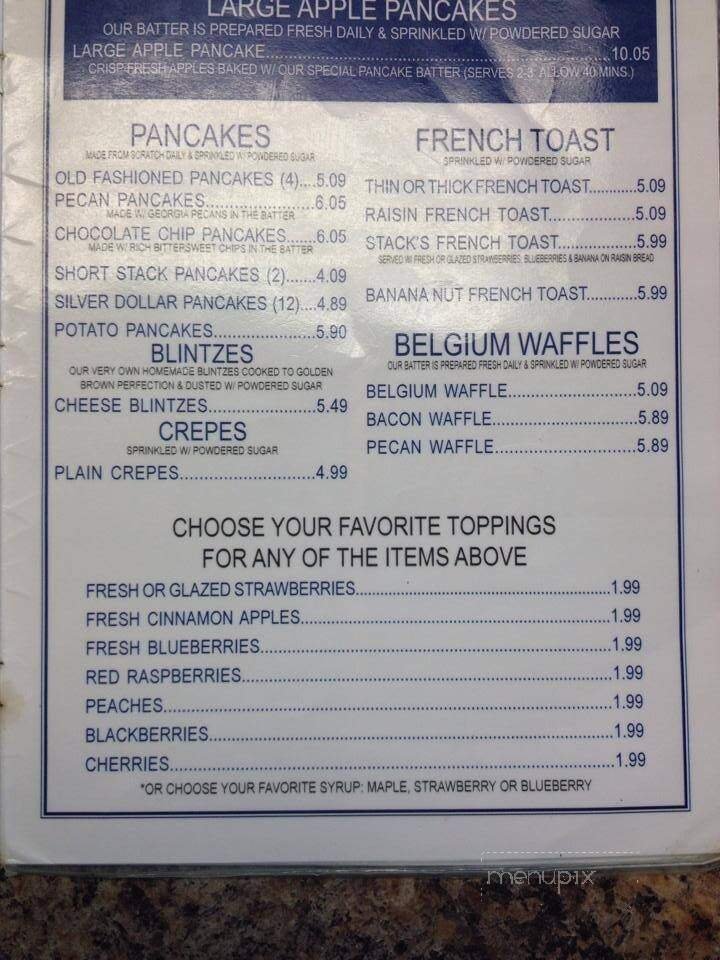 LARGE APPLE PANCAKES
OUR BATTER IS PREPARED FRESH DAILY & SPRINKLED W/ POWDERED SUGAR
LARGE APPLE PANCAKE..................................................10.05
CRISP FRESH APPLES BAKED W/ OUR SPECIAL PANCAKE BATTER (SERVES 2-3. ALLOW 40 MINS.)
PANCAKES
MADE FROM SCRATCH DAILY & SPRINKLED W/ POWDERED SUGAR
OLD FASHIONED PANCAKES (4)....5.09
PECAN PANCAKES....................6.05
MADE W/ GEORGIA PECANS IN THE BATTER
CHOCOLATE CHIP PANCAKES......6.05
MADE W/ RICH BITTERSWEET CHIPS IN THE BATTER
SHORT STACK PANCAKES (2).......4.09
SILVER DOLLAR PANCAKES (12)....4.89
POTATO PANCAKES...................5.90
BLINTZES
OUR VERY OWN HOMEMADE BLINTZES COOKED TO GOLDEN
BROWN PERFECTION & DUSTED W/ POWDERED SUGAR
CHEESE BLINTZES....................5.49
CREPES
SPRINKLED W/ POWDERED SUGAR
PLAIN CREPES.........................4.99
FRENCH TOAST
SPRINKLED W/ POWDERED SUGAR
THIN OR THICK FRENCH TOAST...........5.09
RAISIN FRENCH TOAST....................5.09
STACK'S FRENCH TOAST..................5.99
SERVED W/ FRESH OR GLAZED STRAWBERRIES, BLUEBERRIES & BANANA ON RAISIN BREAD
BANANA NUT FRENCH TOAST............5.99
BELGIUM WAFFLES
OUR BATTER IS PREPARED FRESH DAILY & SPRINKLED W/ POWDERED SUGAR
BELGIUM WAFFLE..........................5.09
BACON WAFFLE.............................5.89
PECAN WAFFLE.............................5.89
CHOOSE YOUR FAVORITE TOPPINGS
FOR ANY OF THE ITEMS ABOVE
FRESH OR GLAZED STRAWBERRIES..................................................1.99
FRESH CINNAMON APPLES..............................................................1.99
FRESH BLUEBERRIES......................................................................1.99
RED RASPBERRIES..........................................................................1.99
PEACHES..........................................................................................1.99
BLACKBERRIES................................................................................1.99
CHERRIES........................................................................................1.99
*OR CHOOSE YOUR FAVORITE SYRUP: MAPLE, STRAWBERRY OR BLUEBERRY
menupix